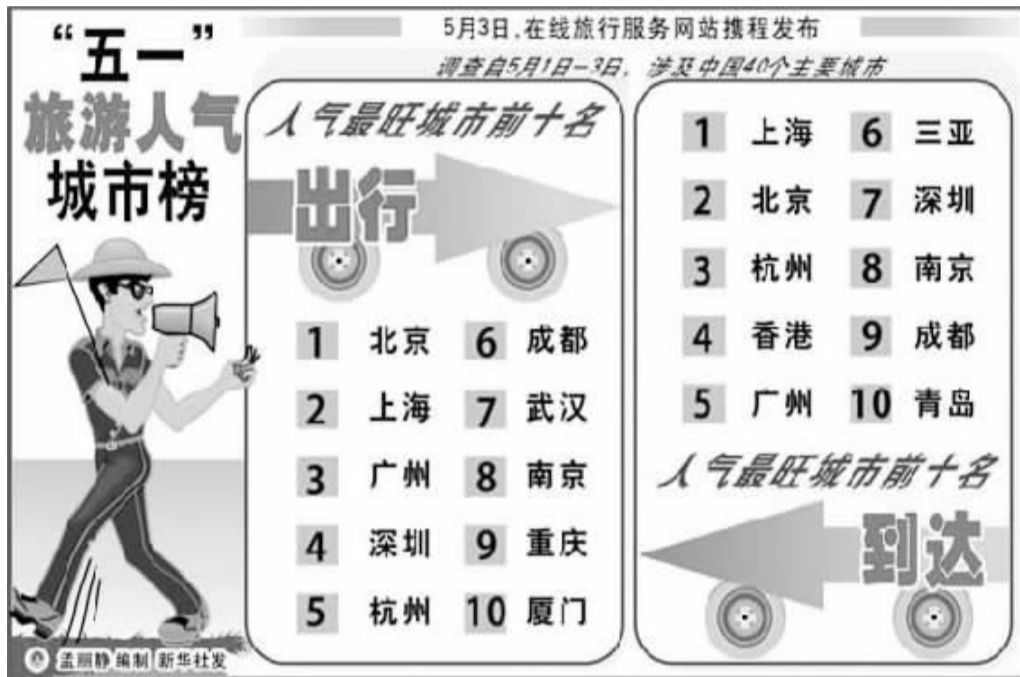 “五一”
旅游人气
城市榜
5月3日,在线旅行服务网站携程发布
调查自5月1日-3日，涉及中国40个主要城市
人气最旺城市前十名
出行
1 北京 6 成都
2 上海 7 武汉
3 广州 8 南京
4 深圳 9 重庆
5 杭州 10 厦门
1 上海 6 三亚
2 北京 7 深圳
3 杭州 8 南京
4 香港 9 成都
5 广州 10 青岛
人气最旺城市前十名
到达
孟丽静 编制 新华社发